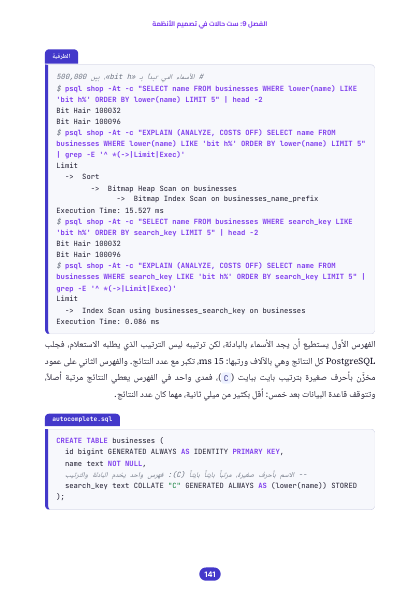 الفصل 9: ست حالات في تصميم الأنظمة
الطرفية
# الأسماء التي تبدأ بـ «bit h»، بين 500,000
$ psql shop -At -c "SELECT name FROM businesses WHERE lower(name) LIKE
'bit h%' ORDER BY lower(name) LIMIT 5" | head -2
Bit Hair 100032
Bit Hair 100096
$ psql shop -At -c "EXPLAIN (ANALYZE, COSTS OFF) SELECT name FROM
businesses WHERE lower(name) LIKE 'bit h%' ORDER BY lower(name) LIMIT 5"
| grep -E '^ *(->|Limit|Exec)'
Limit
-> Sort
-> Bitmap Heap Scan on businesses
-> Bitmap Index Scan on businesses_name_prefix
Execution Time: 15.527 ms
$ psql shop -At -c "SELECT name FROM businesses WHERE search_key LIKE
'bit h%' ORDER BY search_key LIMIT 5" | head -2
Bit Hair 100032
Bit Hair 100096
$ psql shop -At -c "EXPLAIN (ANALYZE, COSTS OFF) SELECT name FROM
businesses WHERE search_key LIKE 'bit h%' ORDER BY search_key LIMIT 5" |
grep -E '^ *(->|Limit|Exec)'
Limit
-> Index Scan using businesses_search on businesses
Execution Time: 0.086 ms
الفهرس الأول يستطيع أن يجد الأسماء بالبادئة، لكن ترتيبه ليس الترتيب الذي يطلبه الاستعلام، فجلب
PostgreSQL كل النتائج وهي بالآلاف ورتبها: 15 ms، تكبر مع عدد النتائج. والفهرس الثاني على عمود
مخزَّن بأحرف صغيرة بترتيب بايت ببايت (C)، فمدى واحد في الفهرس يعطي النتائج مرتبة أصلًا،
وتتوقف قاعدة البيانات بعد خمس: أقل بكثير من ميلي ثانية، مهما كان عدد النتائج.
autocomplete.sql
CREATE TABLE businesses (
id bigint GENERATED ALWAYS AS IDENTITY PRIMARY KEY,
name text NOT NULL,
-- الاسم بأحرف صغيرة، مرتبًا بايتًا بايتًا (C): فهرس واحد يخدم البادئة والترتيب
search_key text COLLATE "C" GENERATED ALWAYS AS (lower(name)) STORED
);
141